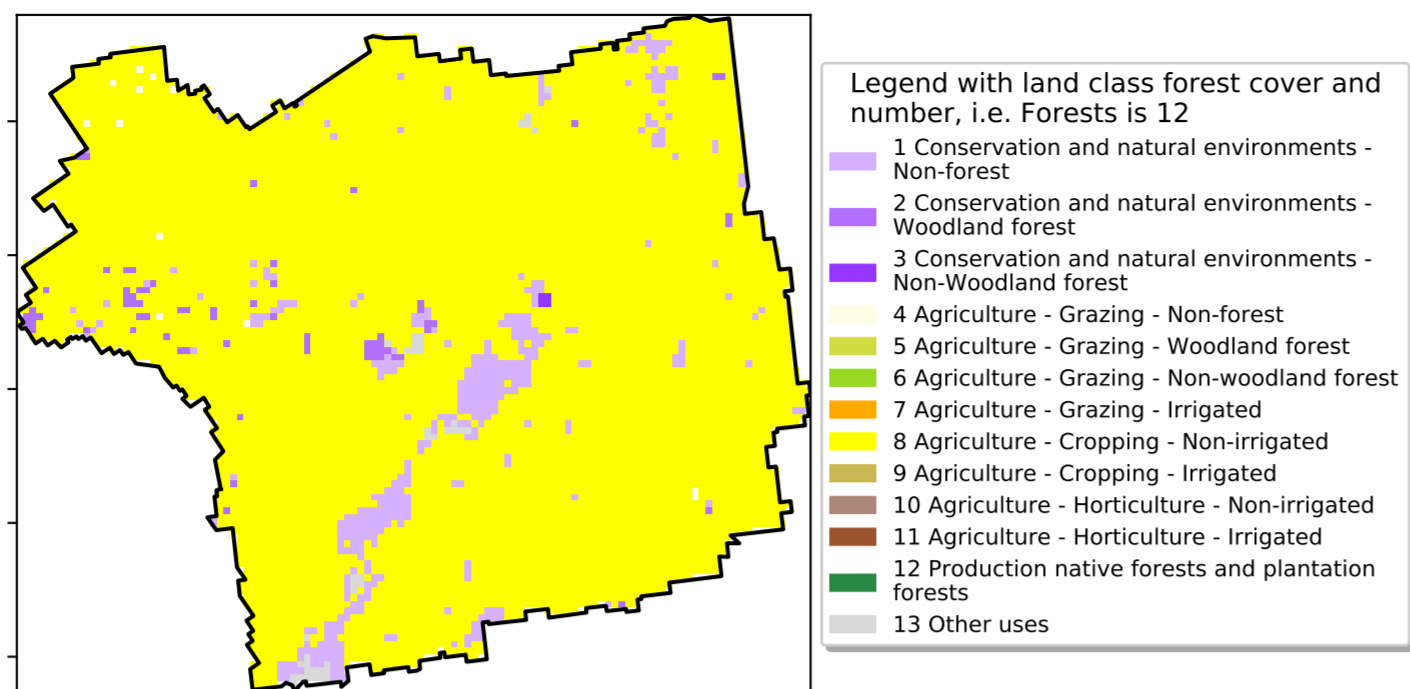 Legend with land class forest cover and
number, i.e. Forests is 12
1 Conservation and natural environments -
Non-forest
2 Conservation and natural environments -
Woodland forest
3 Conservation and natural environments -
Non-Woodland forest
4 Agriculture - Grazing - Non-forest
5 Agriculture - Grazing - Woodland forest
6 Agriculture - Grazing - Non-woodland forest
7 Agriculture - Grazing - Irrigated
8 Agriculture - Cropping - Non-irrigated
9 Agriculture - Cropping - Irrigated
10 Agriculture - Horticulture - Non-irrigated
11 Agriculture - Horticulture - Irrigated
12 Production native forests and plantation
forests
13 Other uses